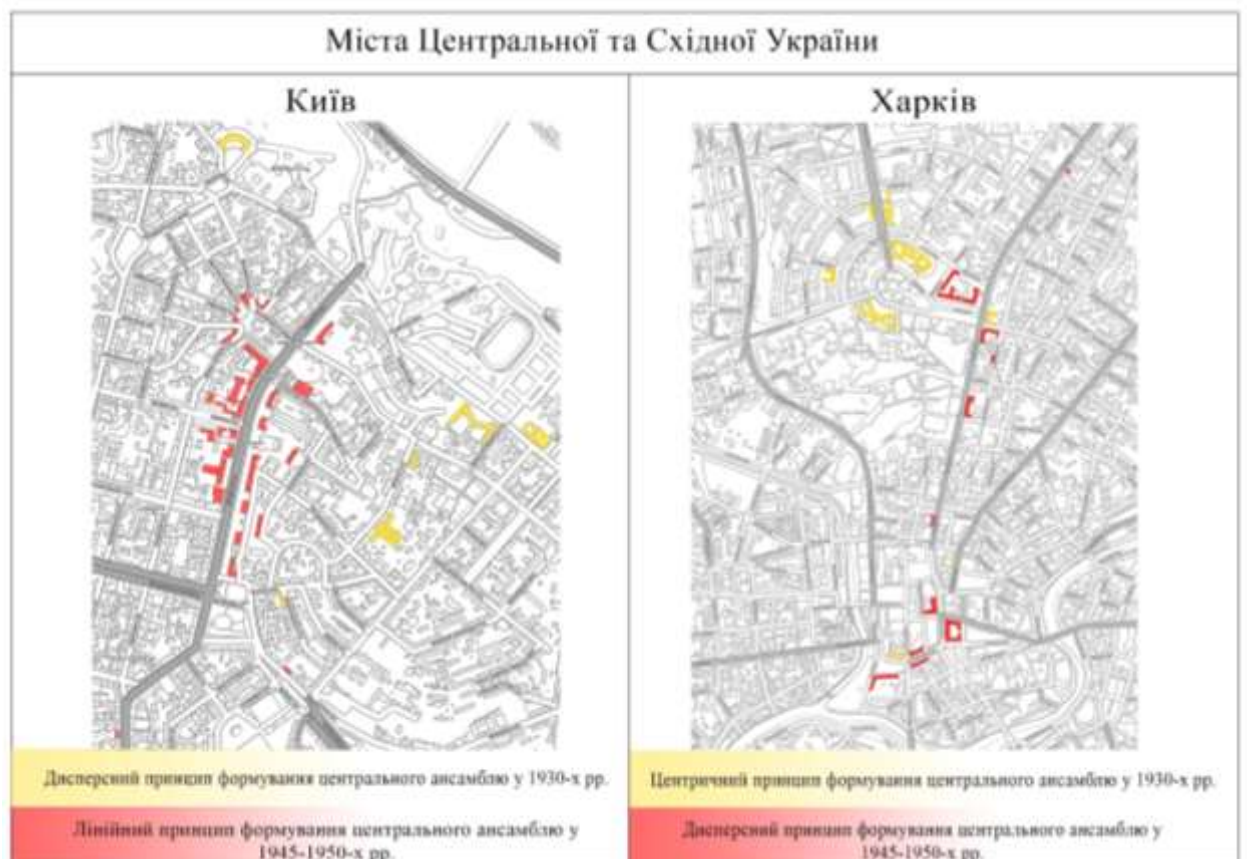 Міста Центральної та Східної України
Київ
Харків
Дисперсний принцип формування центрального ансамблю у 1930-х рр.
Центричний принцип формування центрального ансамблю у 1930-х рр.
Лінійний принцип формування центрального ансамблю у
1945-1950-х рр.
Дисперсний принцип формування центрального ансамблю у
1945-1950-х рр.